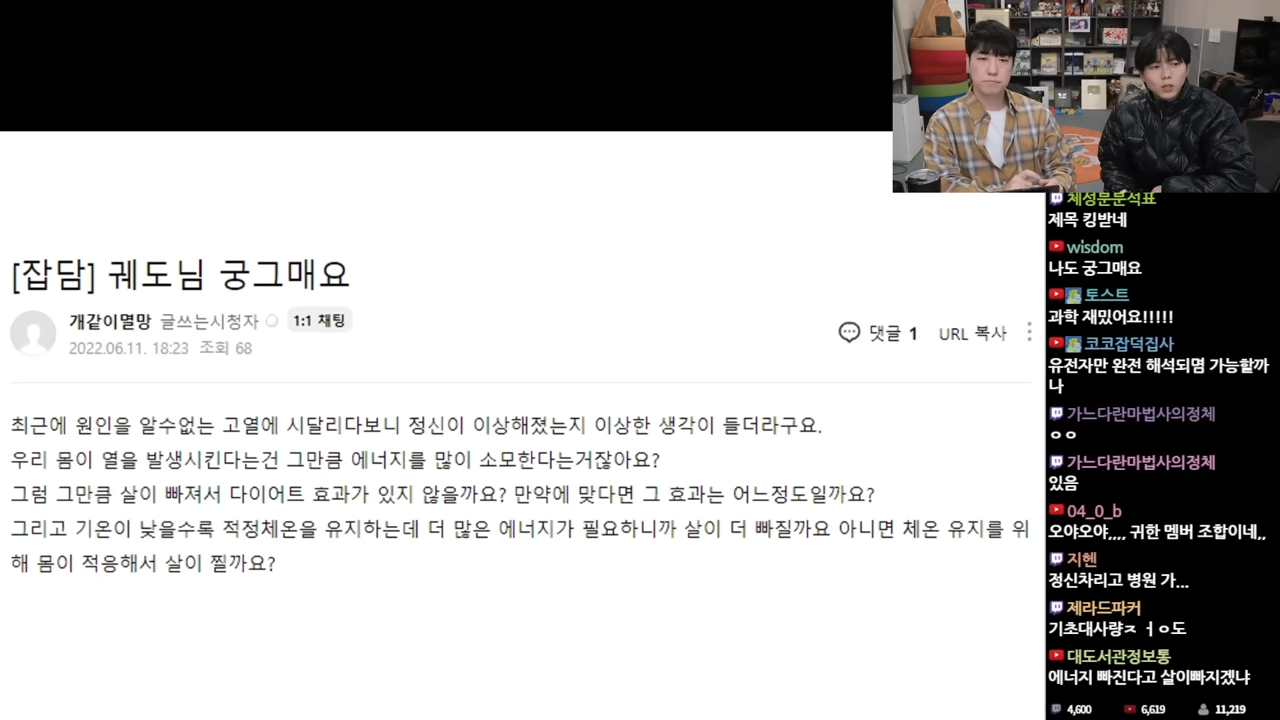 [잡담] 궤도님 궁그매요
개같이멸망 글쓰는시청자 1:1 채팅
2022.06.11. 18:23 조회 68
댓글 1 URL 복사
최근에 원인을 알수없는 고열에 시달리다보니 정신이 이상해졌는지 이상한 생각이 들더라구요.
우리 몸이 열을 발생시킨다는건 그만큼 에너지를 많이 소모한다는거잖아요?
그럼 그만큼 살이 빠져서 다이어트 효과가 있지 않을까요? 만약에 맞다면 그 효과는 어느정도일까요?
그리고 기온이 낮을수록 적정체온을 유지하는데 더 많은 에너지가 필요하니까 살이 더 빠질까요 아니면 체온 유지를 위
해 몸이 적응해서 살이 찔까요?
체성분분석표
제목 킹받네
wisdom
나도 궁그매요
토스트
과학 재밌어요!!!!!
코코잡덕집사
유전자만 완전 해석되몀 가능할까
나
가느다란마법사의정체
ㅇㅇ
가느다란마법사의정체
있음
04_0_b
오야오야,,,, 귀한 멤버 조합이네,,
지헨
정신차리고 병원 가...
제라드파커
기초대사량ㅈ ㅓㅇ도
대도서관정보통
에너지 빠진다고 살이빠지겠냐
4,600 6,619 11,219